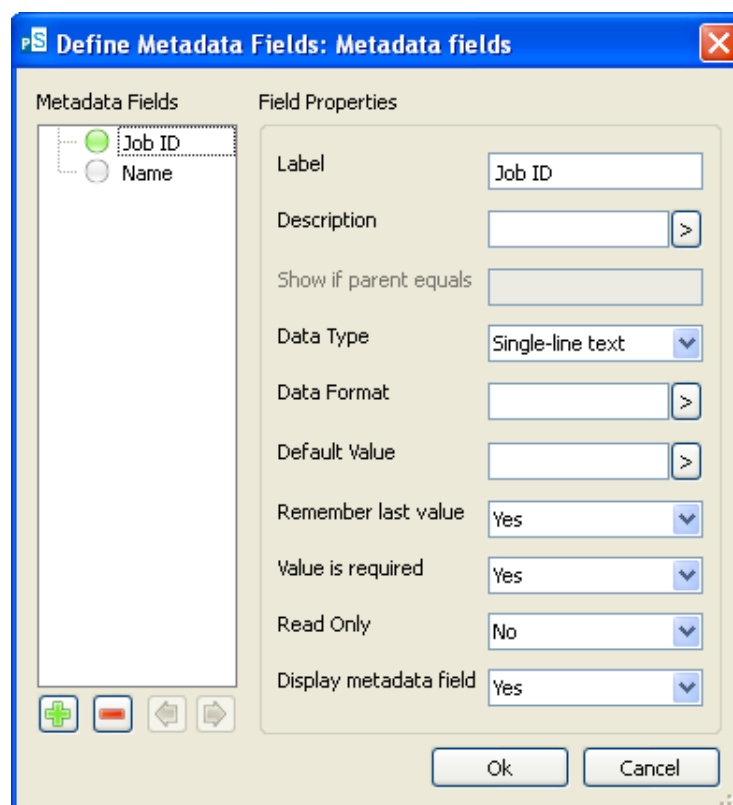 pS Define Metadata Fields: Metadata fields
Metadata Fields
Job ID
Name
Field Properties
Label
Job ID
Description
>
Show if parent equals
Data Type
Single-line text
Data Format
>
Default Value
>
Remember last value
Yes
Value is required
Yes
Read Only
No
Display metadata field
Yes
Ok
Cancel